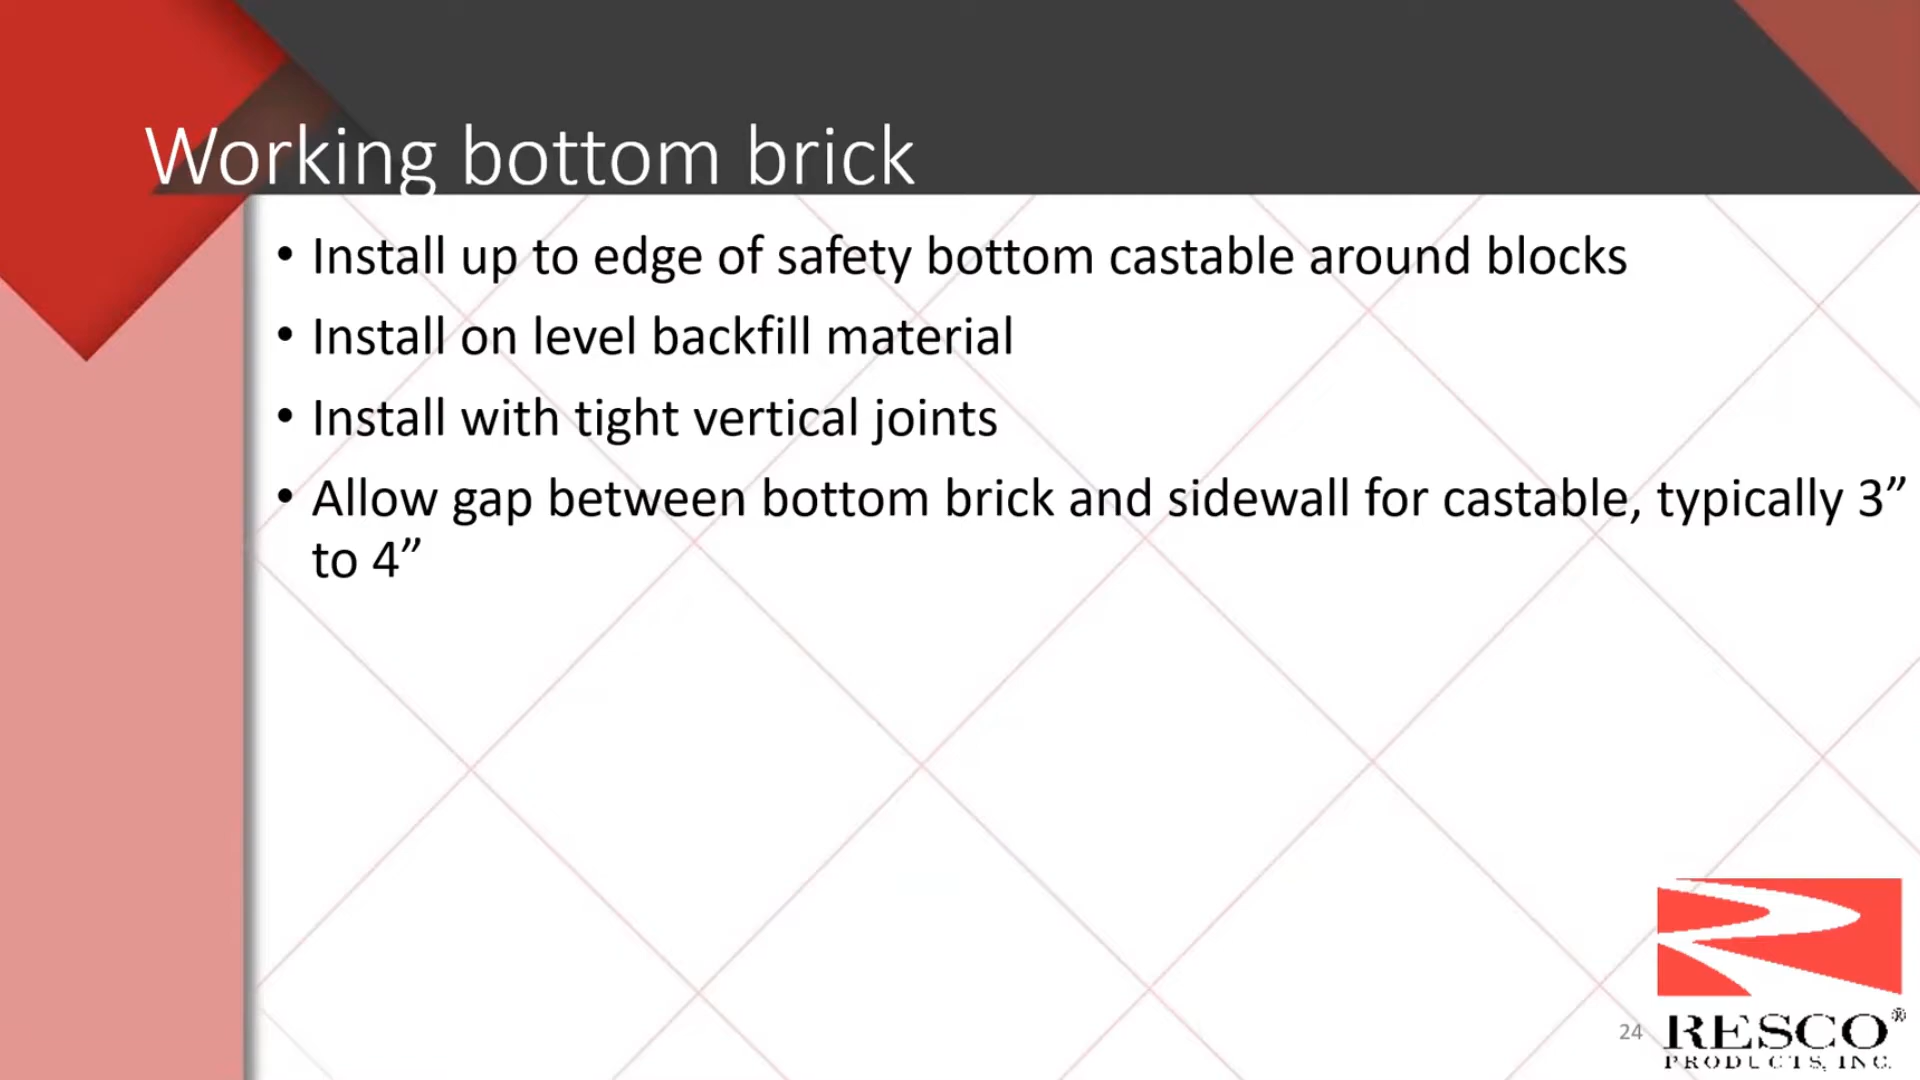 Working bottom brick
• Install up to edge of safety bottom castable around blocks
• Install on level backfill material
• Install with tight vertical joints
• Allow gap between bottom brick and sidewall for castable, typically 3”
to 4”
24
RESCO®
PRODUCTS, INC.